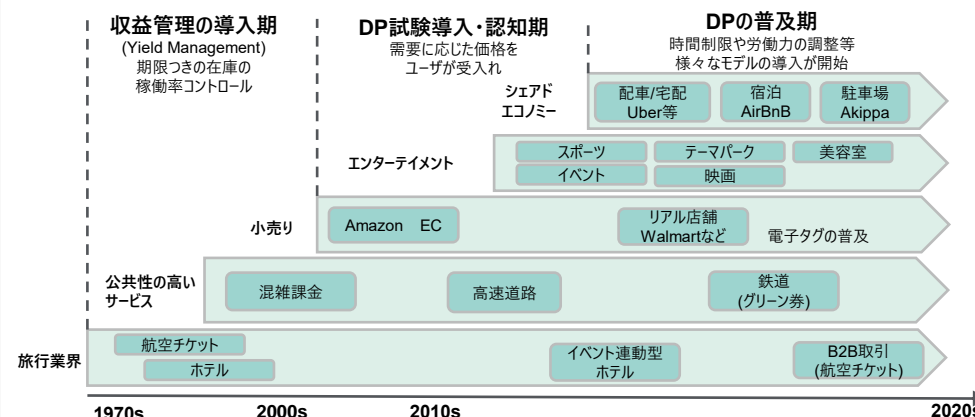 収益管理の導入期
(Yield Management)
期限つきの在庫の
稼働率コントロール
DP試験導入・認知期
需要に応じた価格を
ユーザが受入れ
DPの普及期
時間制限や労働力の調整等
様々なモデルの導入が開始
シェアド
エコノミー
配車/宅配
Uber等
宿泊
AirBnB
駐車場
Akippa
エンターテイメント
スポーツ
テーマパーク
美容室
イベント
映画
小売り
Amazon EC
リアル店舗
Walmartなど
電子タグの普及
公共性の高い
サービス
混雑課金
高速道路
鉄道
(グリーン券)
旅行業界
航空チケット
ホテル
イベント連動型
ホテル
B2B取引
(航空チケット)
1970s
2000s
2010s
2020s